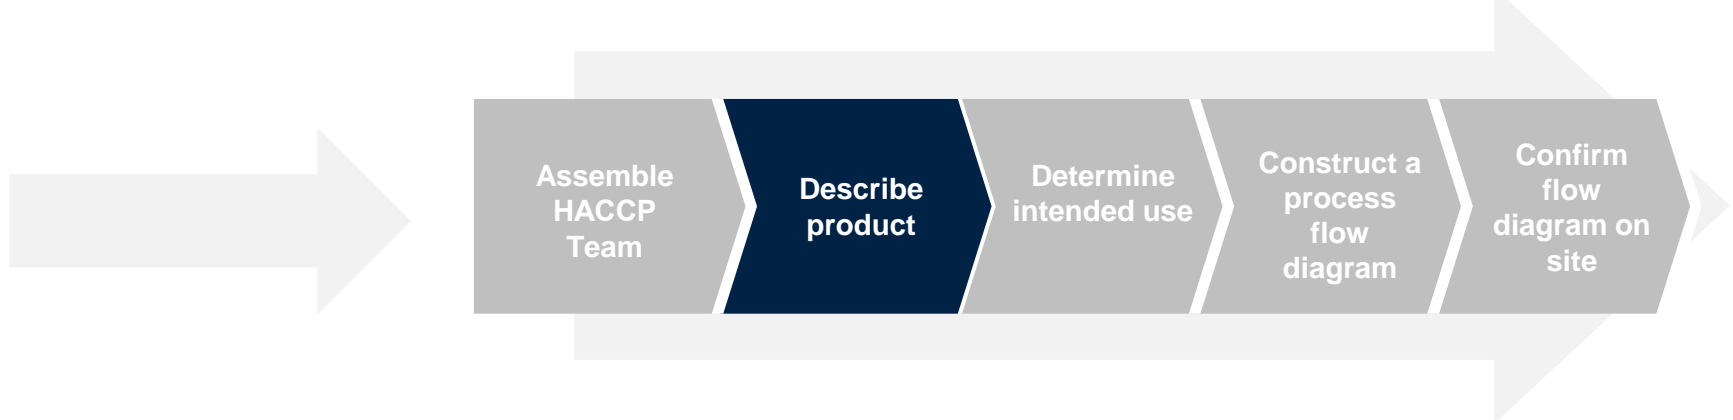 Assemble
HACCP
Team
Describe
product
Determine
intended use
Construct a
process
flow
diagram
Confirm
flow
diagram on
site